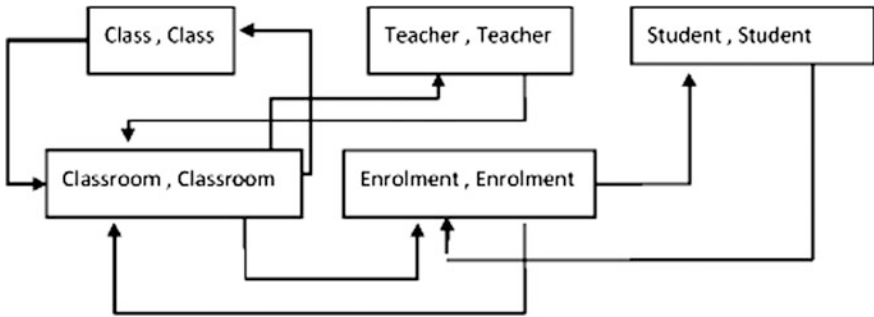 Class , Class
Teacher , Teacher
Student , Student
Classroom , Classroom
Enrolment , Enrolment